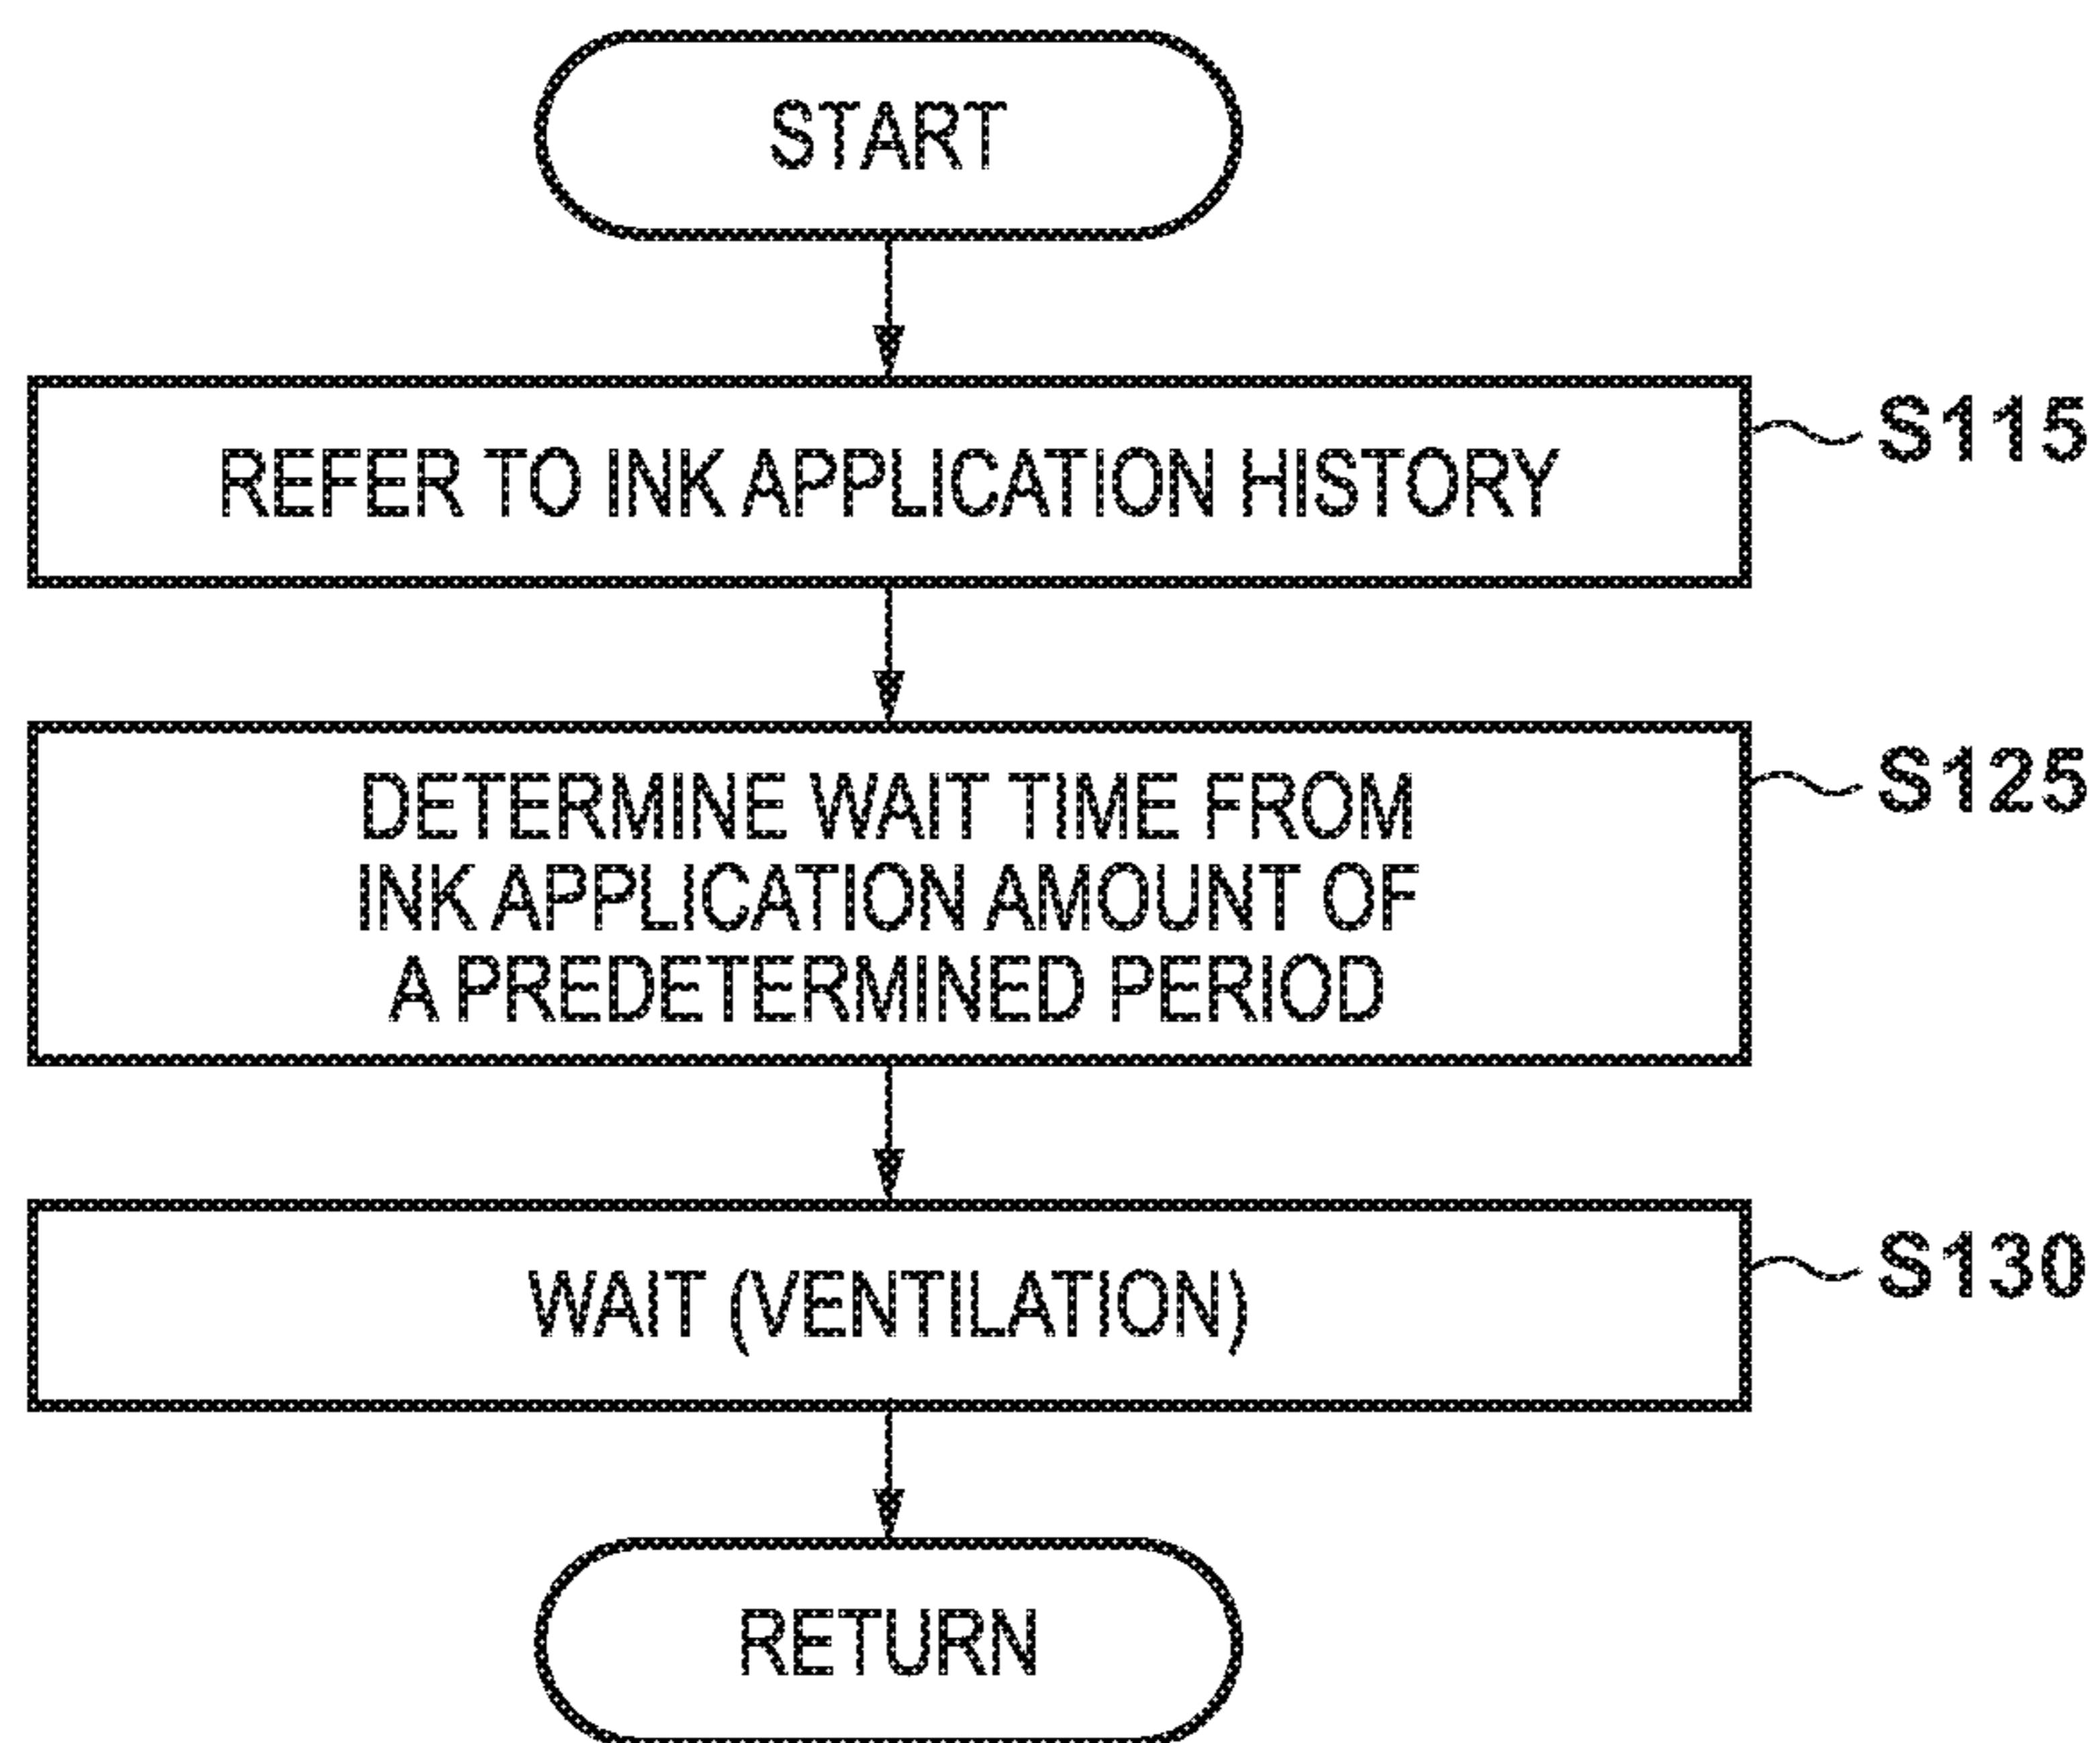 START
REFER TO INK APPLICATION HISTORY
S115
DETERMINE WAIT TIME FROM
INK APPLICATION AMOUNT OF
A PREDETERMINED PERIOD
S125
WAIT (VENTILATION)
S130
RETURN